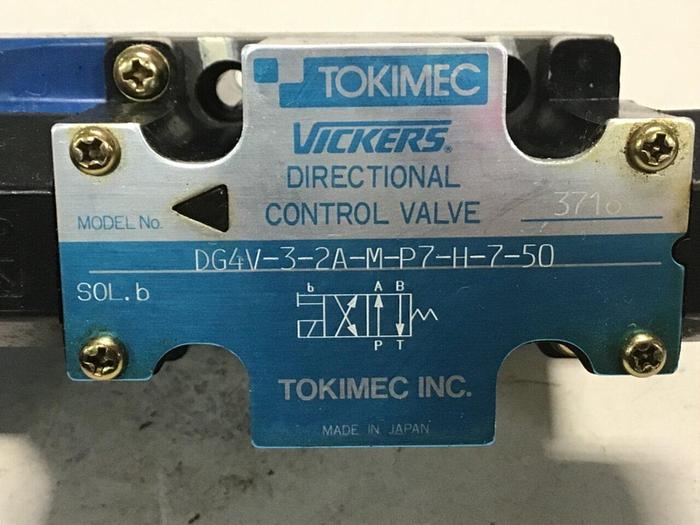 TOKIMEC
VICKERS®
DIRECTIONAL
CONTROL VALVE
MODEL No.
DG4V-3-2A-M-P7-H-7-50
SOL.b
b A B
P T
TOKIMEC INC.
MADE IN JAPAN